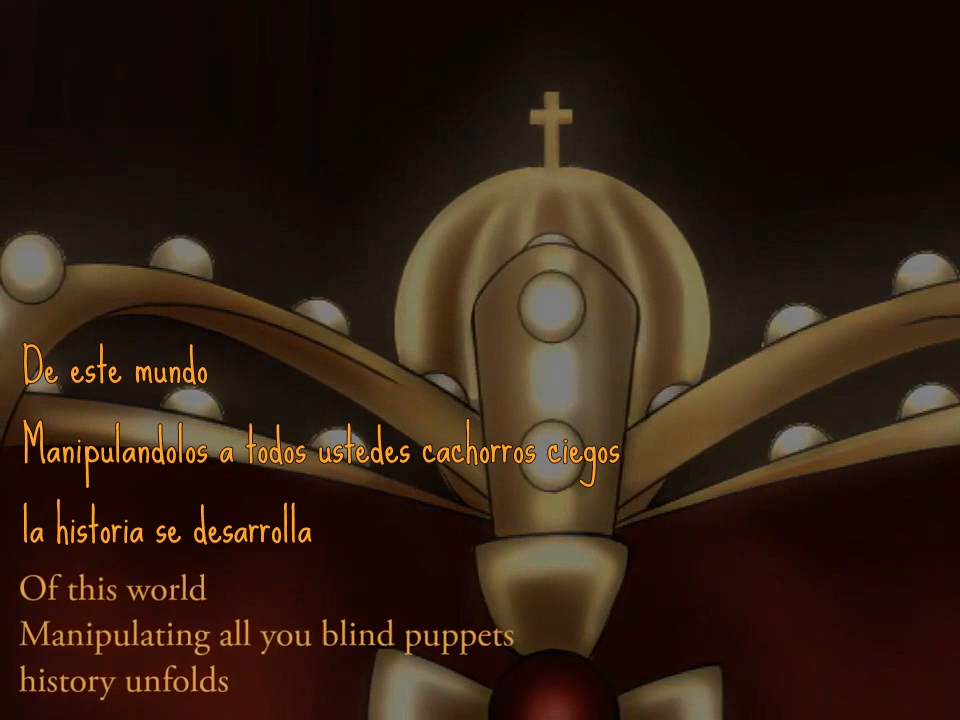 De este mundo
Manipulandolos a todos ustedes cachorros ciegos
la historia se desarrolla
Of this world
Manipulating all you blind puppets
history unfolds